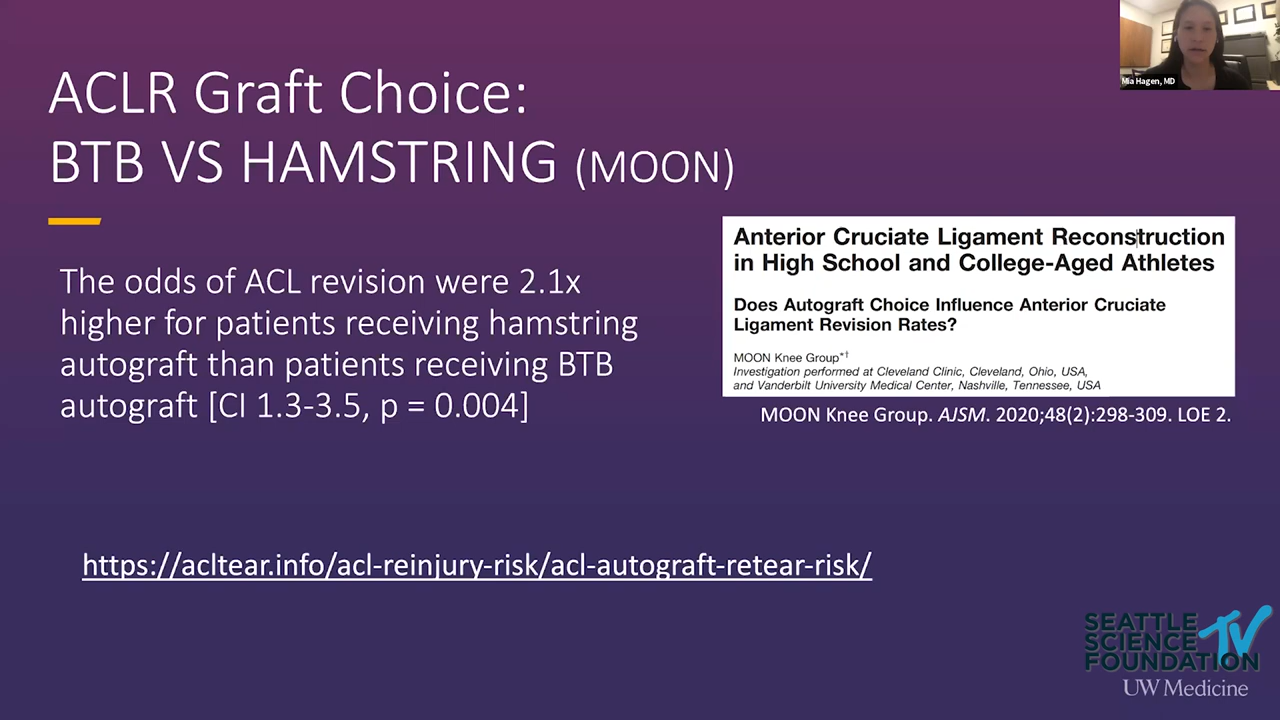 Mia Hagen, MD
ACLR Graft Choice:
BTB VS HAMSTRING (MOON)
The odds of ACL revision were 2.1x
higher for patients receiving hamstring
autograft than patients receiving BTB
autograft [CI 1.3-3.5, p = 0.004]
Anterior Cruciate Ligament Reconstruction
in High School and College-Aged Athletes
Does Autograft Choice Influence Anterior Cruciate
Ligament Revision Rates?
MOON Knee Group*†
Investigation performed at Cleveland Clinic, Cleveland, Ohio, USA,
and Vanderbilt University Medical Center, Nashville, Tennessee, USA
MOON Knee Group. AJSM. 2020;48(2):298-309. LOE 2.
https://acltear.info/acl-reinjury-risk/acl-autograft-retear-risk/
SEATTLE
SCIENCE TV
FOUNDATION
UW Medicine